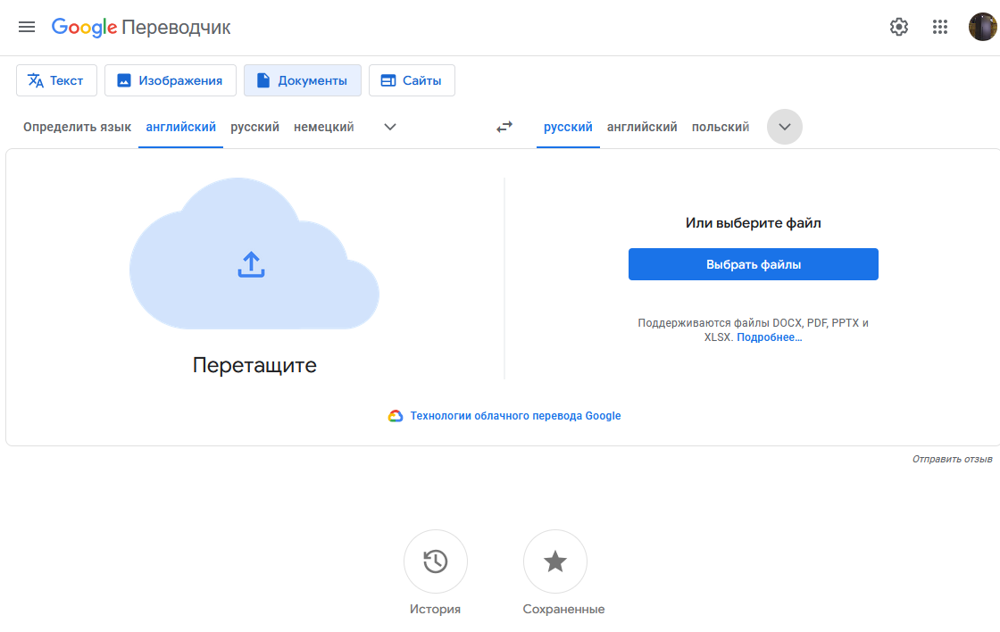 Google Переводчик
Текст
Изображения
Документы
Сайты
Определить язык английский русский немецкий
русский английский польский
Перетащите
Или выберите файл
Выбрать файлы
Поддерживаются файлы DOCX, PDF, PPTX и
XLSX. Подробнее…
Технологии облачного перевода Google
Отправить отзыв
История
Сохраненные